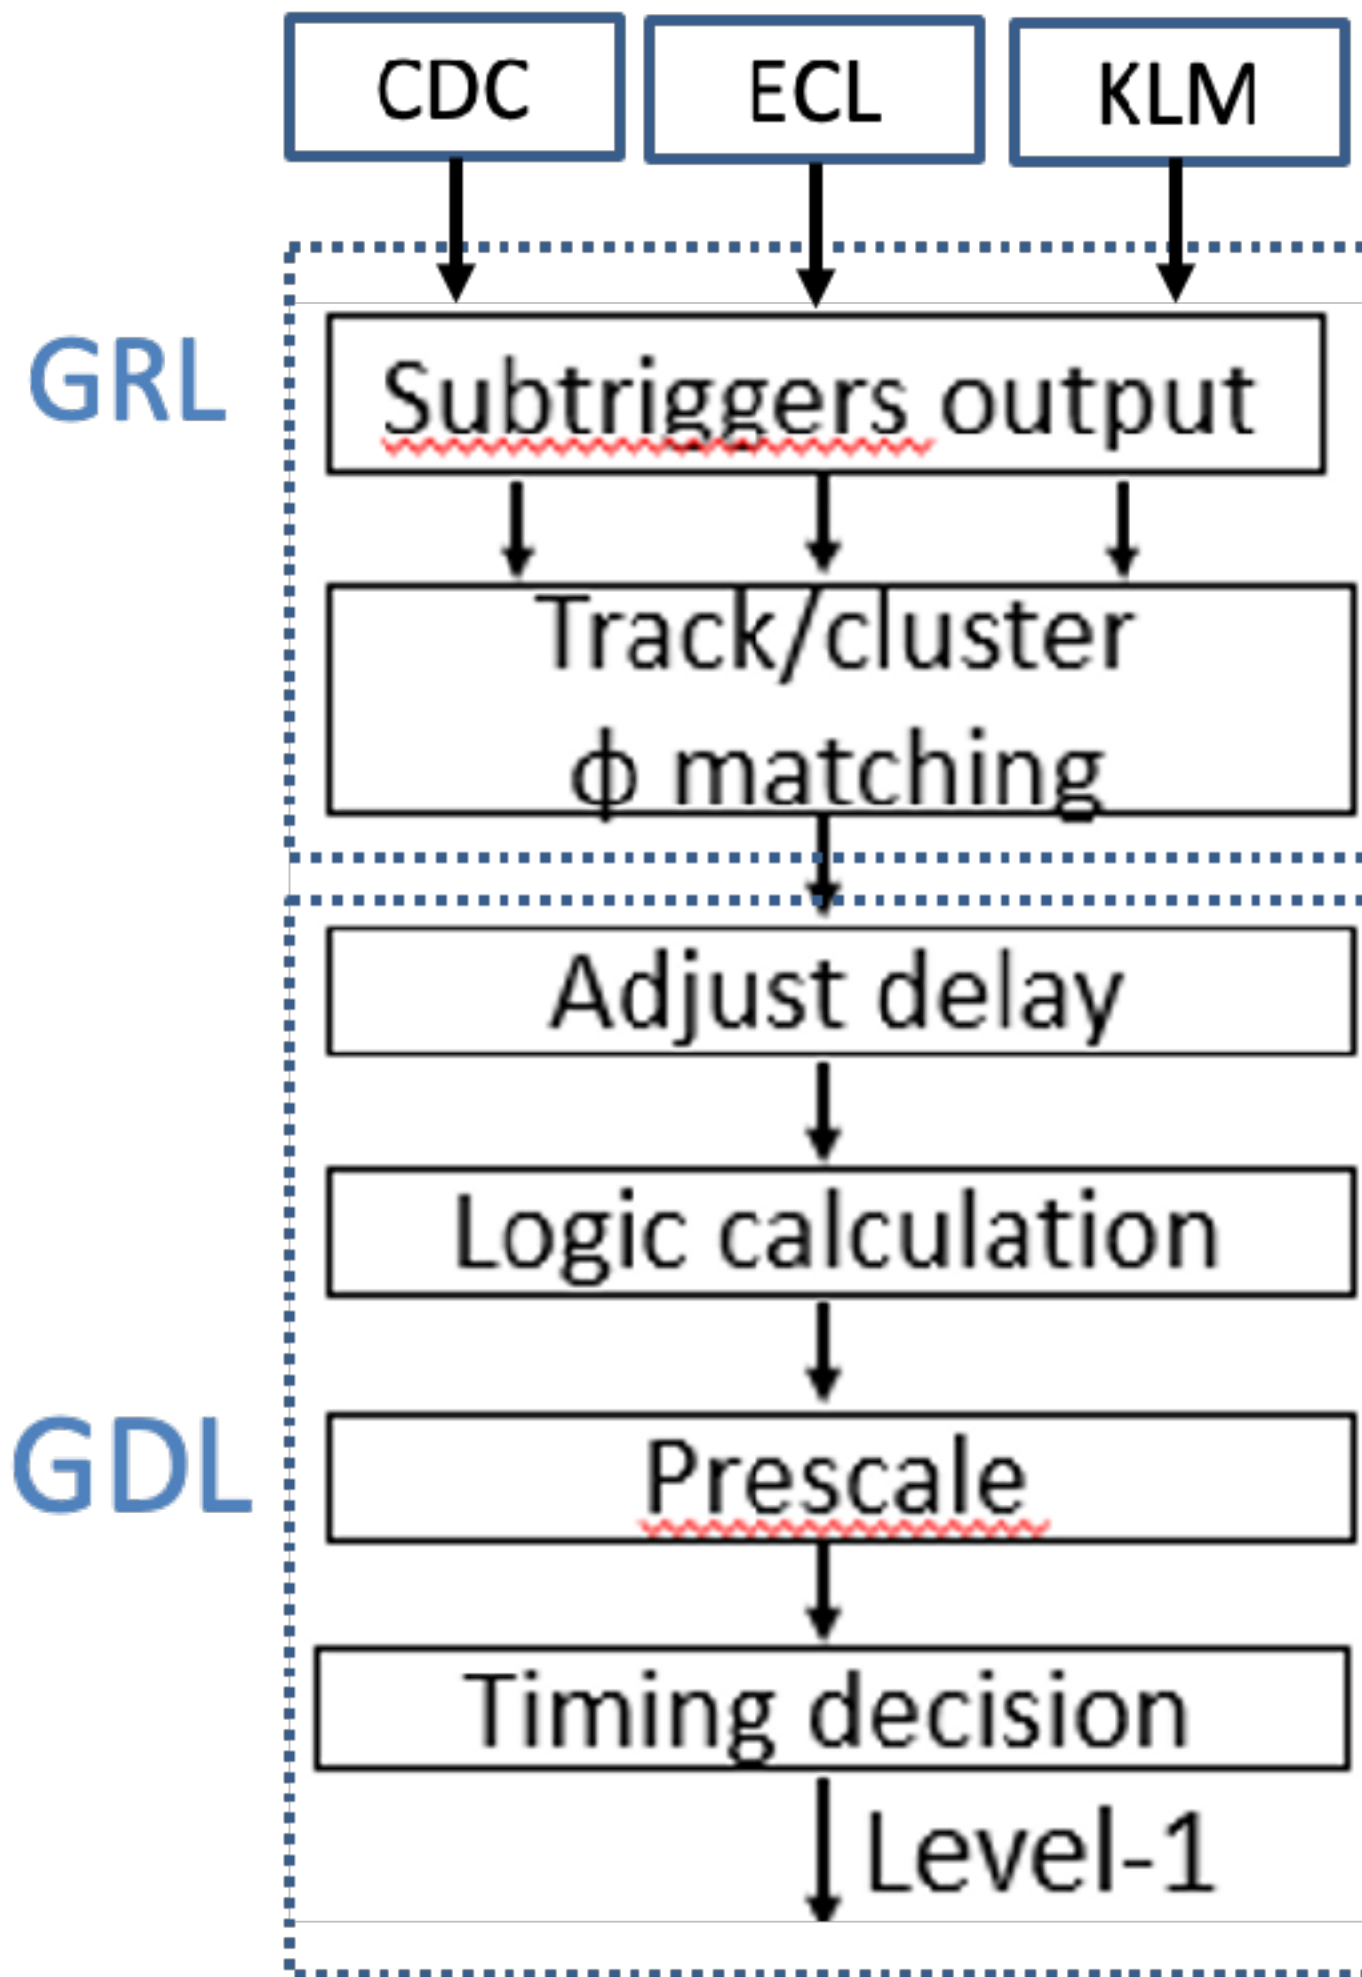 CDC
ECL
KLM
GRL
Subtriggers output
Track/cluster
ϕ matching
Adjust delay
Logic calculation
GDL
Prescale
Timing decision
Level-1